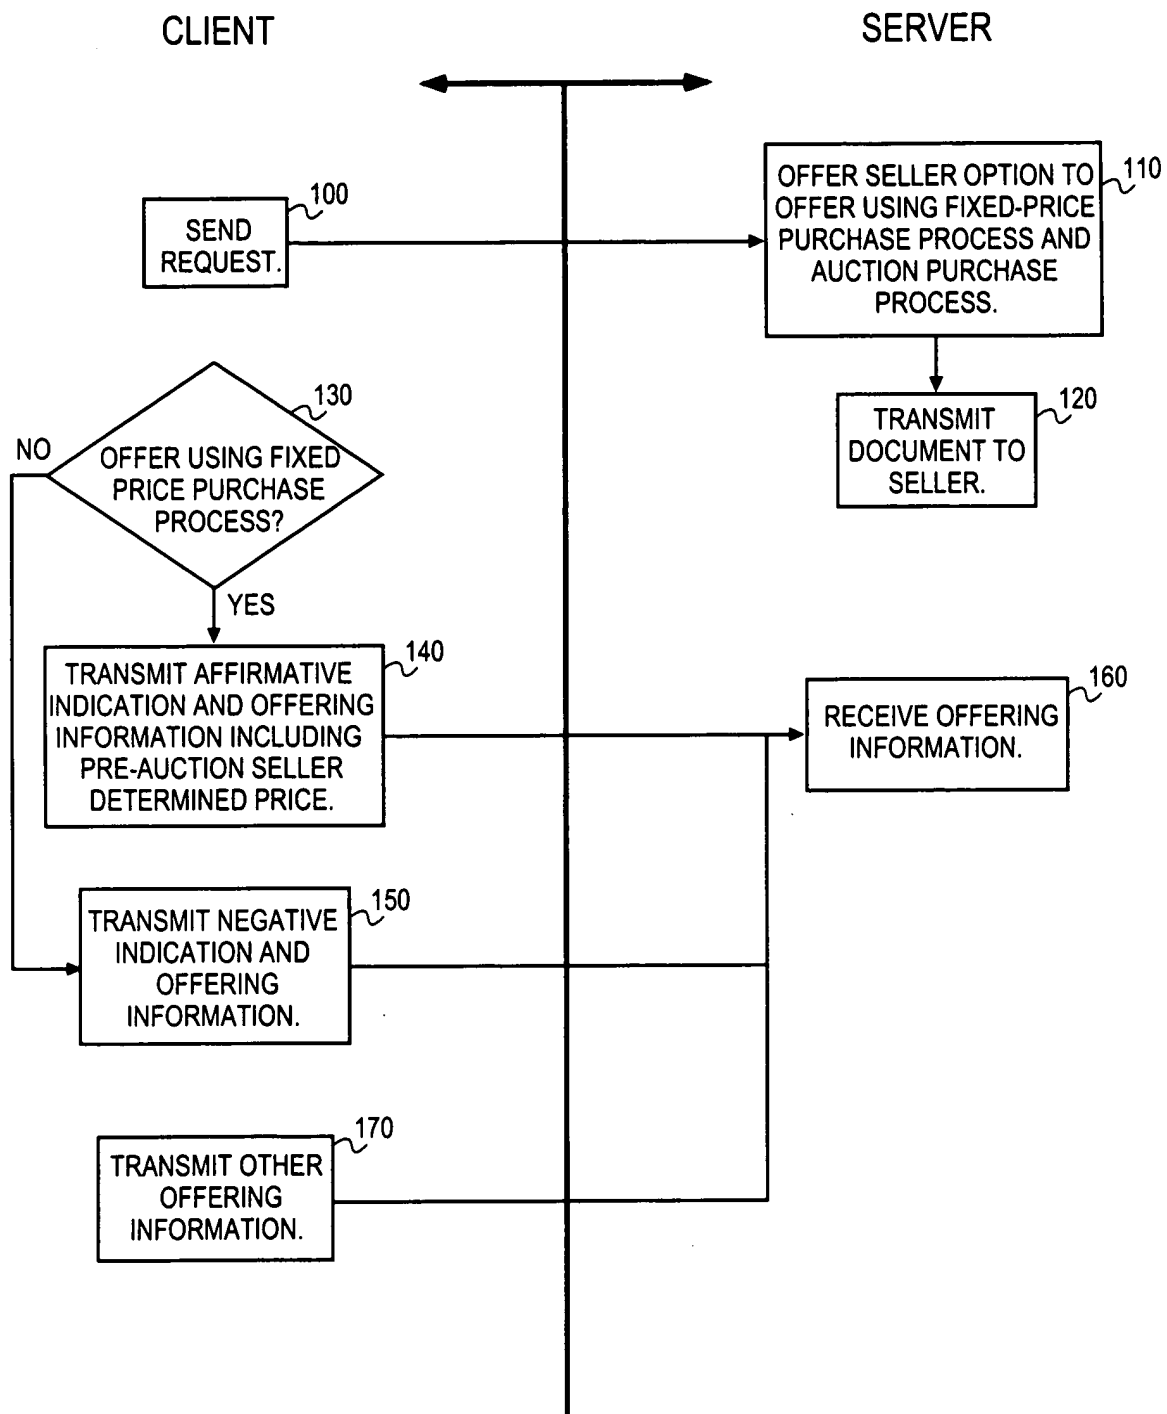 CLIENT
SERVER
100
SEND
REQUEST.
110
OFFER SELLER OPTION TO
OFFER USING FIXED-PRICE
PURCHASE PROCESS AND
AUCTION PURCHASE
PROCESS.
120
TRANSMIT
DOCUMENT TO
SELLER.
130
NO
OFFER USING FIXED
PRICE PURCHASE
PROCESS?
YES
140
TRANSMIT AFFIRMATIVE
INDICATION AND OFFERING
INFORMATION INCLUDING
PRE-AUCTION SELLER
DETERMINED PRICE.
160
RECEIVE OFFERING
INFORMATION.
150
TRANSMIT NEGATIVE
INDICATION AND
OFFERING
INFORMATION.
170
TRANSMIT OTHER
OFFERING
INFORMATION.